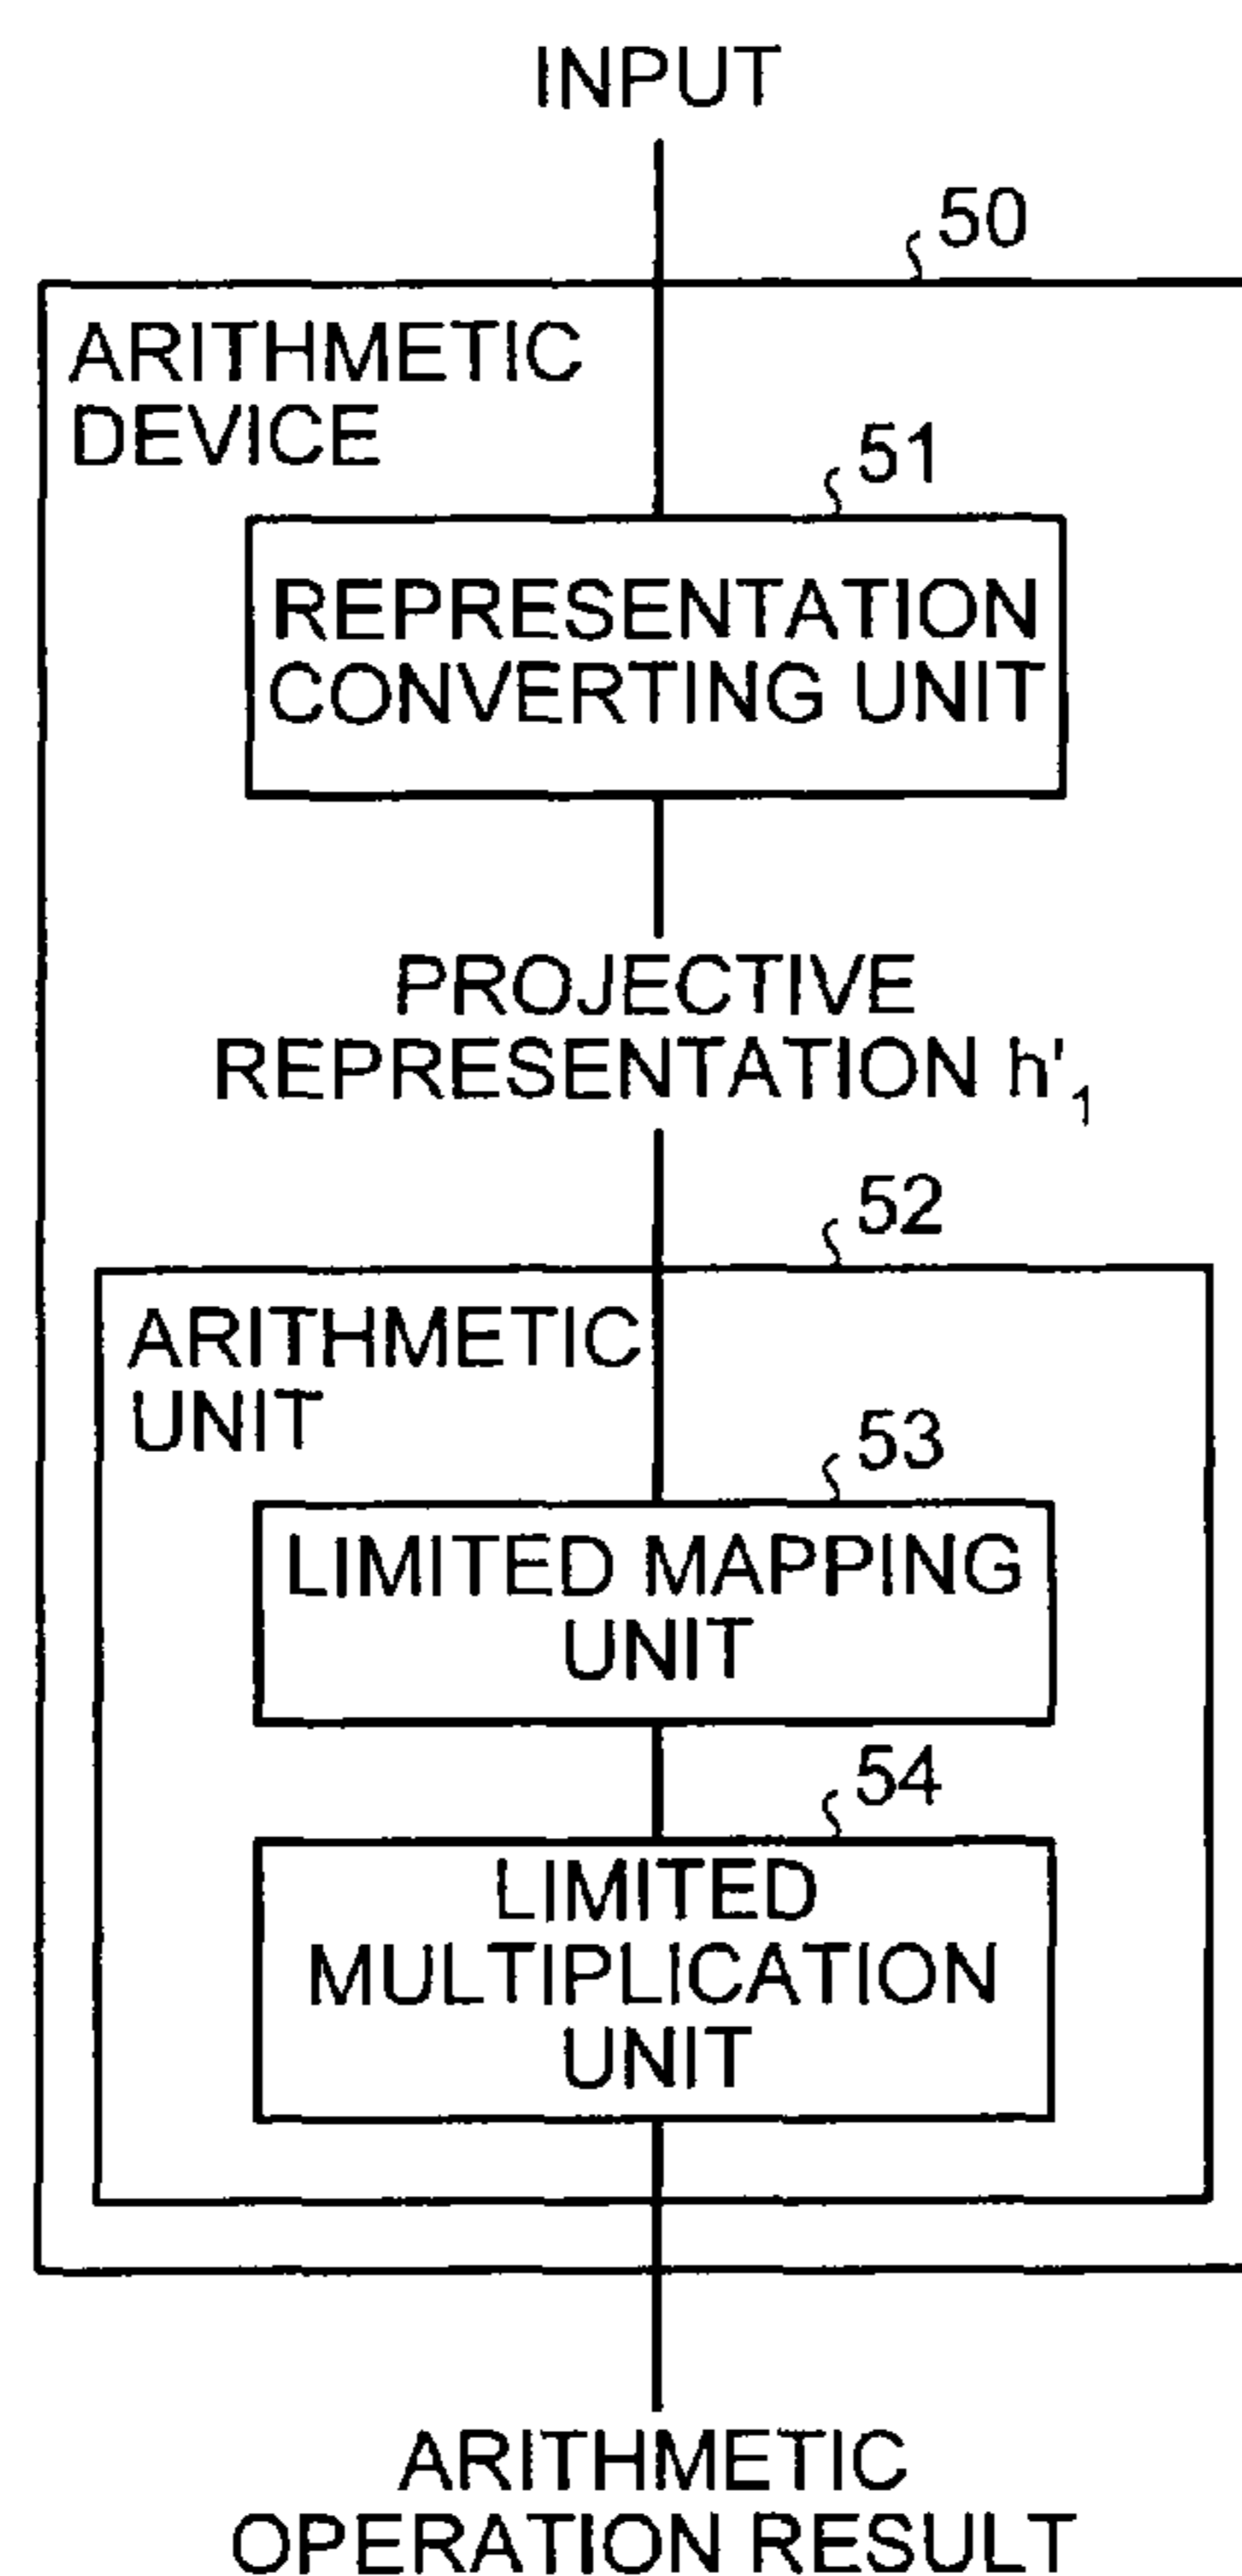 INPUT
50
ARITHMETIC
DEVICE
51
REPRESENTATION
CONVERTING UNIT
PROJECTIVE
REPRESENTATION h'₁
52
ARITHMETIC
UNIT
53
LIMITED MAPPING
UNIT
54
LIMITED
MULTIPLICATION
UNIT
ARITHMETIC
OPERATION RESULT